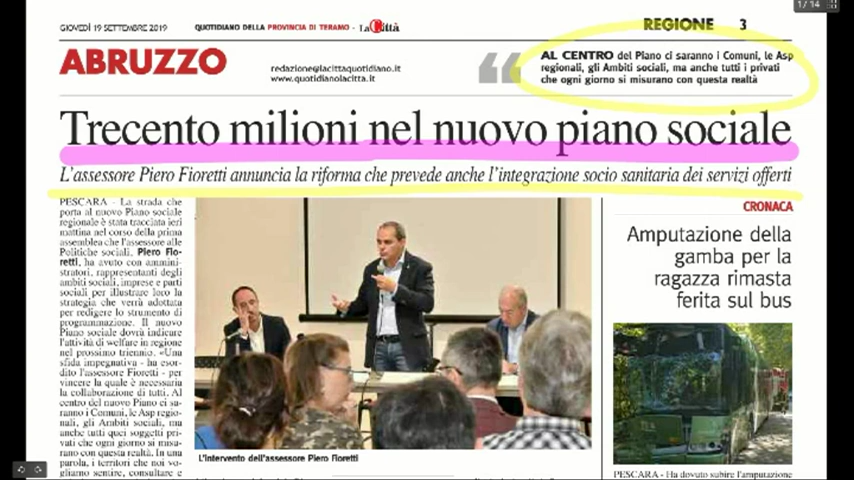 1/14
GIOVEDÌ 19 SETTEMBRE 2019 QUOTIDIANO DELLA PROVINCIA DI TERAMO - La Città REGIONE 3
ABRUZZO
redazione@lacittaquotidiano.it
www.quotidianolacitta.it
“ AL CENTRO del Piano ci saranno i Comuni, le Asp
regionali, gli Ambiti sociali, ma anche tutti i privati
che ogni giorno si misurano con questa realtà
Trecento milioni nel nuovo piano sociale
L'assessore Piero Fioretti annuncia la riforma che prevede anche l'integrazione socio sanitaria dei servizi offerti
PESCARA - La strada che
porta al nuovo Piano sociale
regionale è stata tracciata ieri
mattina nel corso della prima
assemblea che l'assessore alle
Politiche sociali, Piero Fio-
retti, ha avuto con ammini-
stratori, rappresentanti degli
ambiti sociali, imprese e parti
sociali per illustrare loro la
strategia che verrà adottata
per redigere lo strumento di
programmazione. Il nuovo
Piano sociale dovrà indicare
l'attività di welfare in regione
nel prossimo triennio. «Una
sfida impegnativa - ha esor-
dito l'assessore Fioretti - per
vincere la quale è necessaria
la collaborazione di tutti. Al
centro del nuovo Piano ci sa-
ranno i Comuni, le Asp regio-
nali, gli Ambiti sociali, ma
anche tutti quei soggetti pri-
vati che ogni giorno si misu-
rano con questa realtà. In una
parola, i territori che noi vo-
gliamo sentire, consultare e
L'intervento dell'assessore Piero Fioretti
CRONACA
Amputazione della
gamba per la
ragazza rimasta
ferita sul bus
PESCARA - Ha dovuto subire l'amputazione